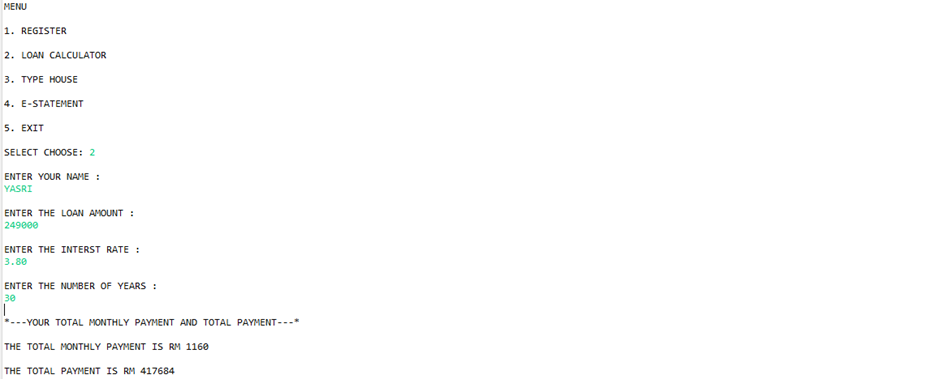 MENU
1. REGISTER
2. LOAN CALCULATOR
3. TYPE HOUSE
4. E-STATEMENT
5. EXIT
SELECT CHOOSE: 2
ENTER YOUR NAME :
YASRI
ENTER THE LOAN AMOUNT :
249000
ENTER THE INTERST RATE :
3.80
ENTER THE NUMBER OF YEARS :
30
*---YOUR TOTAL MONTHLY PAYMENT AND TOTAL PAYMENT---*
THE TOTAL MONTHLY PAYMENT IS RM 1160
THE TOTAL PAYMENT IS RM 417684